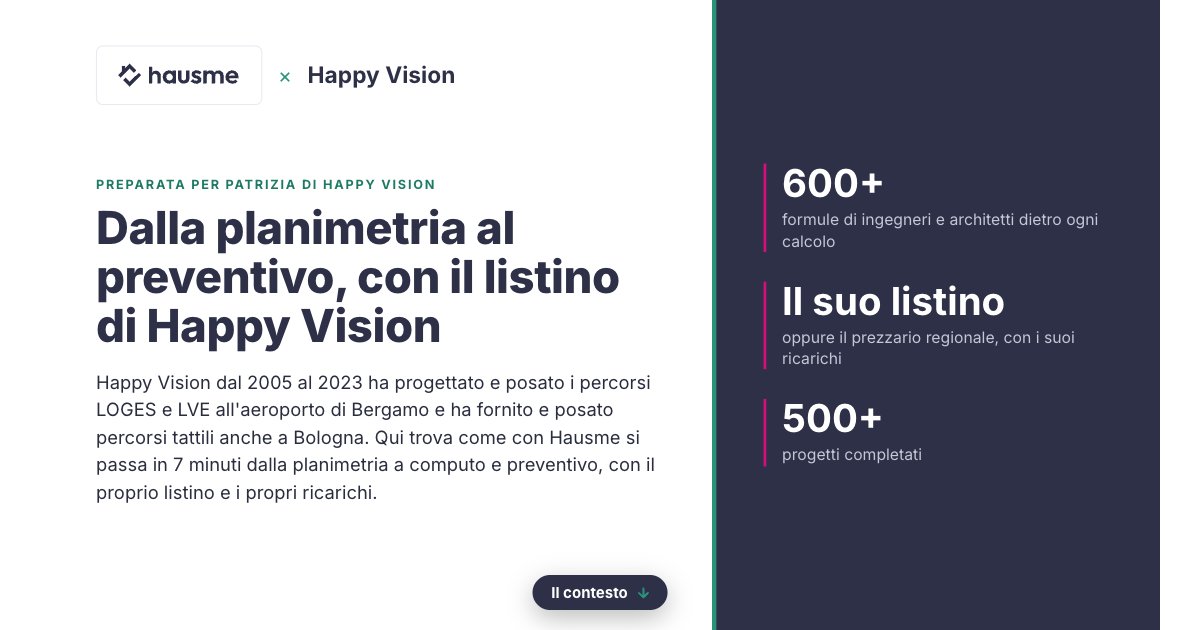 hausme × Happy Vision
PREPARATA PER PATRIZIA DI HAPPY VISION
Dalla planimetria al
preventivo, con il listino
di Happy Vision
Happy Vision dal 2005 al 2023 ha progettato e posato i percorsi
LOGES e LVE all'aeroporto di Bergamo e ha fornito e posato
percorsi tattili anche a Bologna. Qui trova come con Hausme si
passa in 7 minuti dalla planimetria a computo e preventivo, con il
proprio listino e i propri ricarichi.
Il contesto ↓
600+
formule di ingegneri e architetti dietro ogni
calcolo
Il suo listino
oppure il prezzario regionale, con i suoi
ricarichi
500+
progetti completati